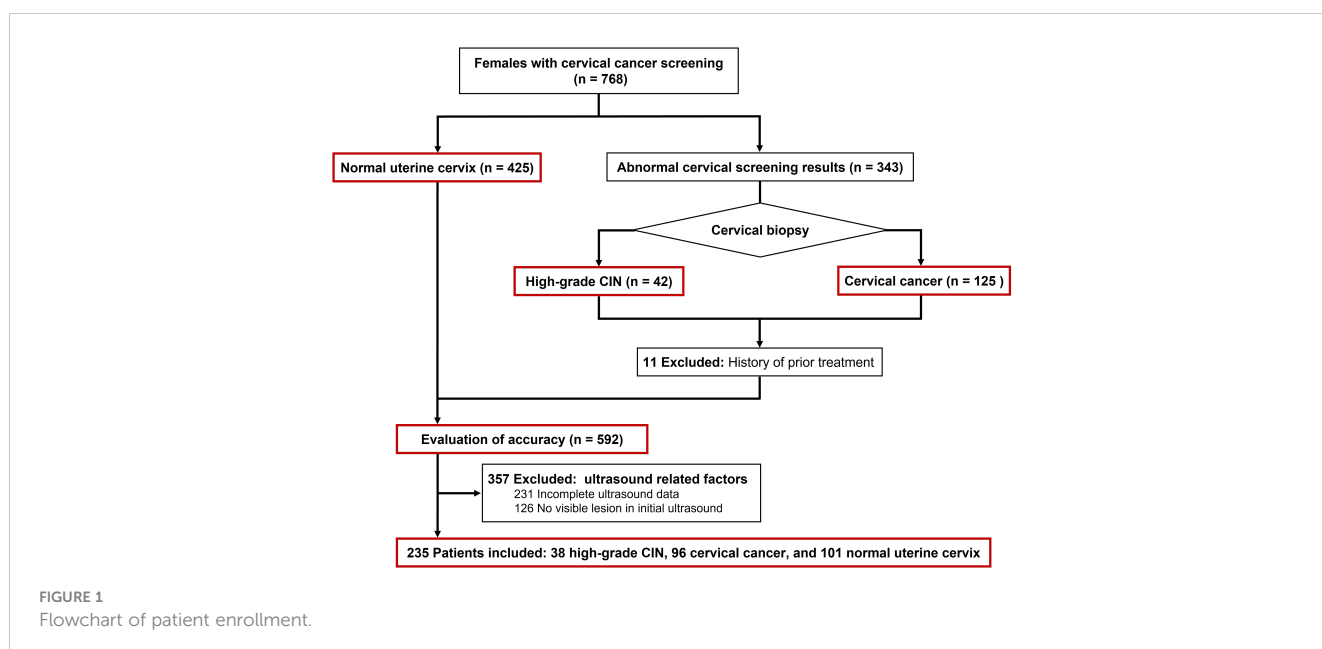 Females with cervical cancer screening
(n = 768)
Normal uterine cervix (n = 425)
Abnormal cervical screening results (n = 343)
Cervical biopsy
High-grade CIN (n = 42)
Cervical cancer (n = 125 )
11 Excluded: History of prior treatment
Evaluation of accuracy (n = 592)
357 Excluded: ultrasound related factors
231 Incomplete ultrasound data
126 No visible lesion in initial ultrasound
235 Patients included: 38 high-grade CIN, 96 cervical cancer, and 101 normal uterine cervix
FIGURE 1
Flowchart of patient enrollment.